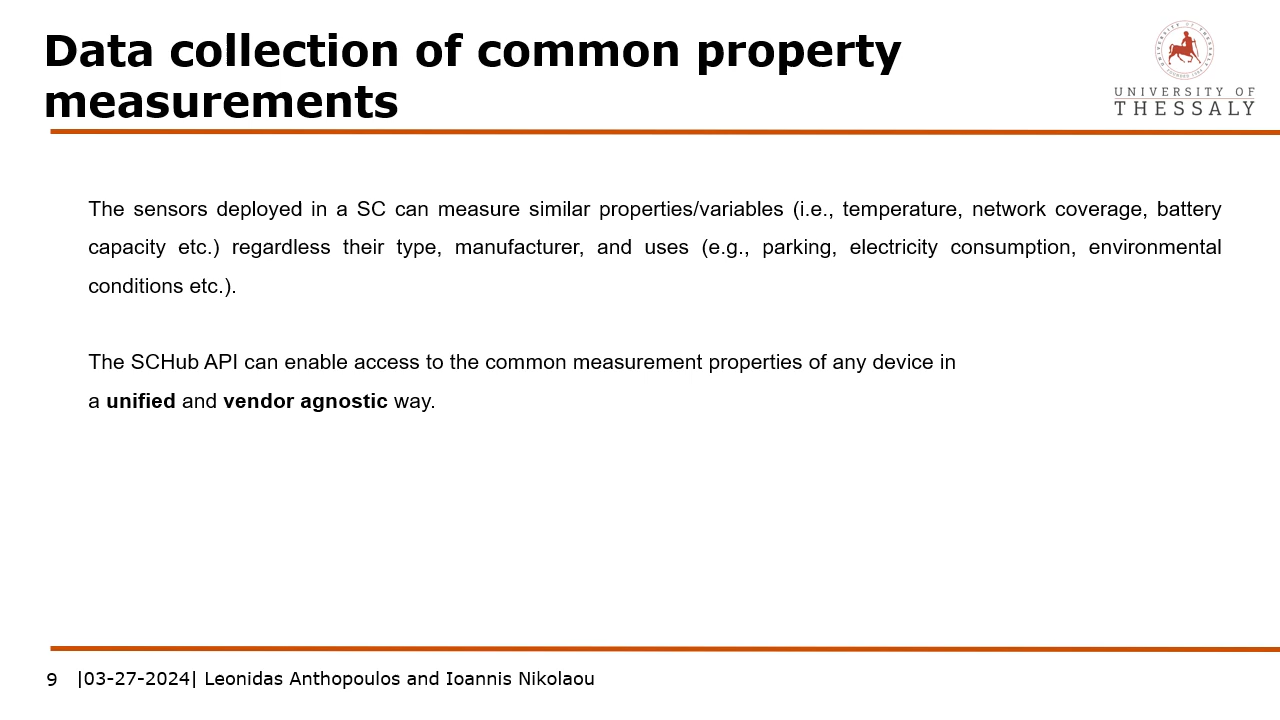 Data collection of common property
measurements
UNIVERSITY OF
THESSALY
The sensors deployed in a SC can measure similar properties/variables (i.e., temperature, network coverage, battery
capacity etc.) regardless their type, manufacturer, and uses (e.g., parking, electricity consumption, environmental
conditions etc.).
The SCHub API can enable access to the common measurement properties of any device in
a unified and vendor agnostic way.
9 |03-27-2024| Leonidas Anthopoulos and Ioannis Nikolaou